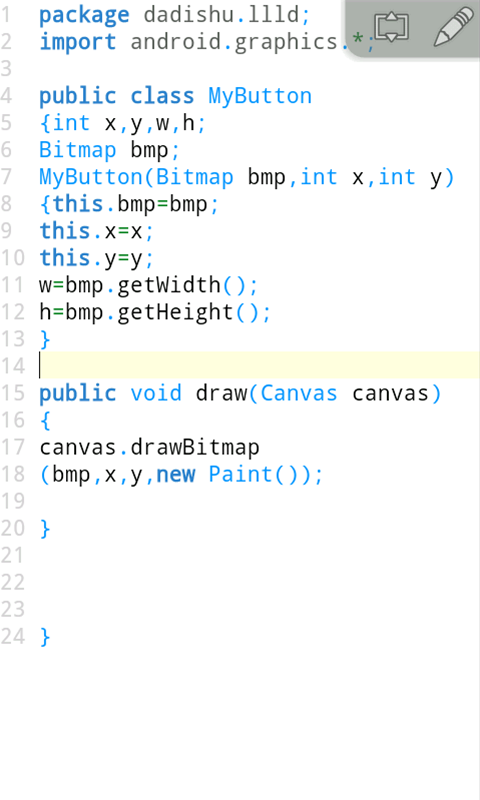 1 package dadishu.llld;
2 import android.graphics.*;
3
4 public class MyButton
5 {int x,y,w,h;
6 Bitmap bmp;
7 MyButton(Bitmap bmp,int x,int y)
8 {this.bmp=bmp;
9 this.x=x;
10 this.y=y;
11 w=bmp.getWidth();
12 h=bmp.getHeight();
13 }
14
15 public void draw(Canvas canvas)
16 {
17 canvas.drawBitmap
18 (bmp,x,y,new Paint());
19
20 }
21
22
23
24 }